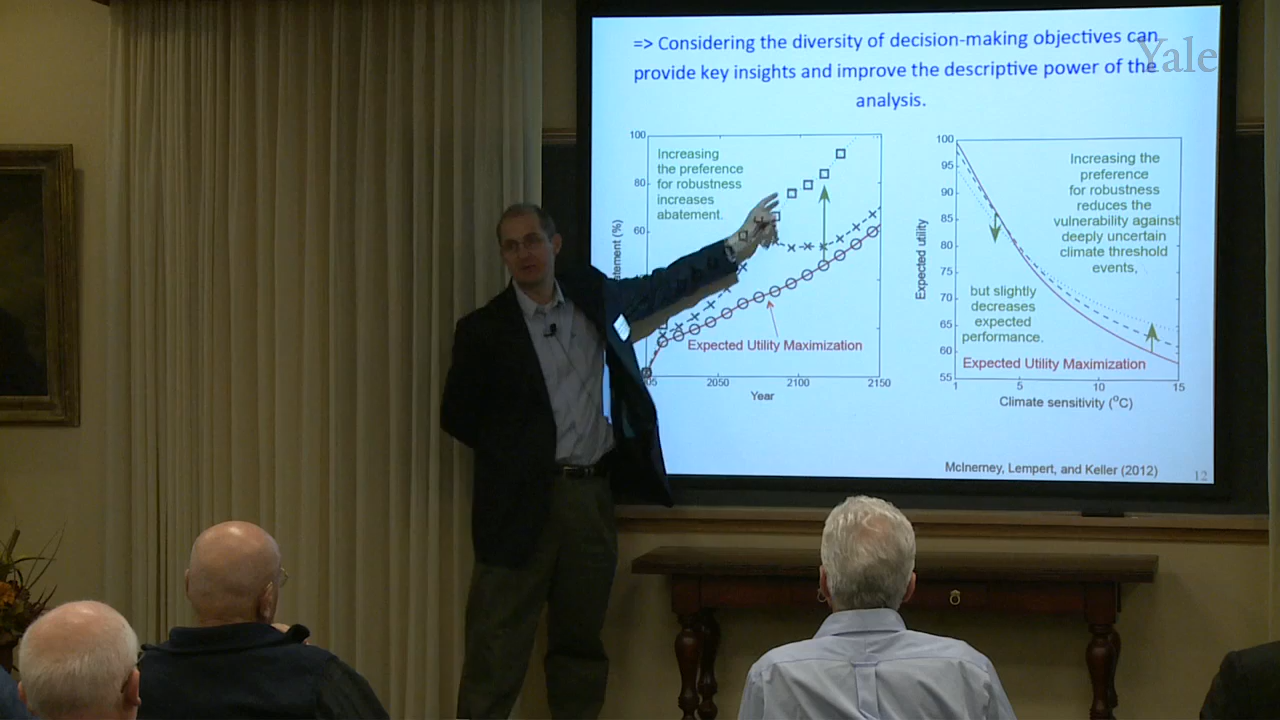 => Considering the diversity of decision-making objectives can
provide key insights and improve the descriptive power of the
analysis.
Yale
100
80
60
Increasing
the preference
for robustness
increases
abatement.
Expected Utility Maximization
2050
2100
2150
Year
100
95
90
85
80
75
70
65
60
55
Expected utility
Increasing the
preference
for robustness
reduces the
vulnerability against
deeply uncertain
climate threshold
events,
but slightly
decreases
expected
performance.
Expected Utility Maximization
1
5
10
15
Climate sensitivity (°C)
McInerney, Lempert, and Keller (2012)
12